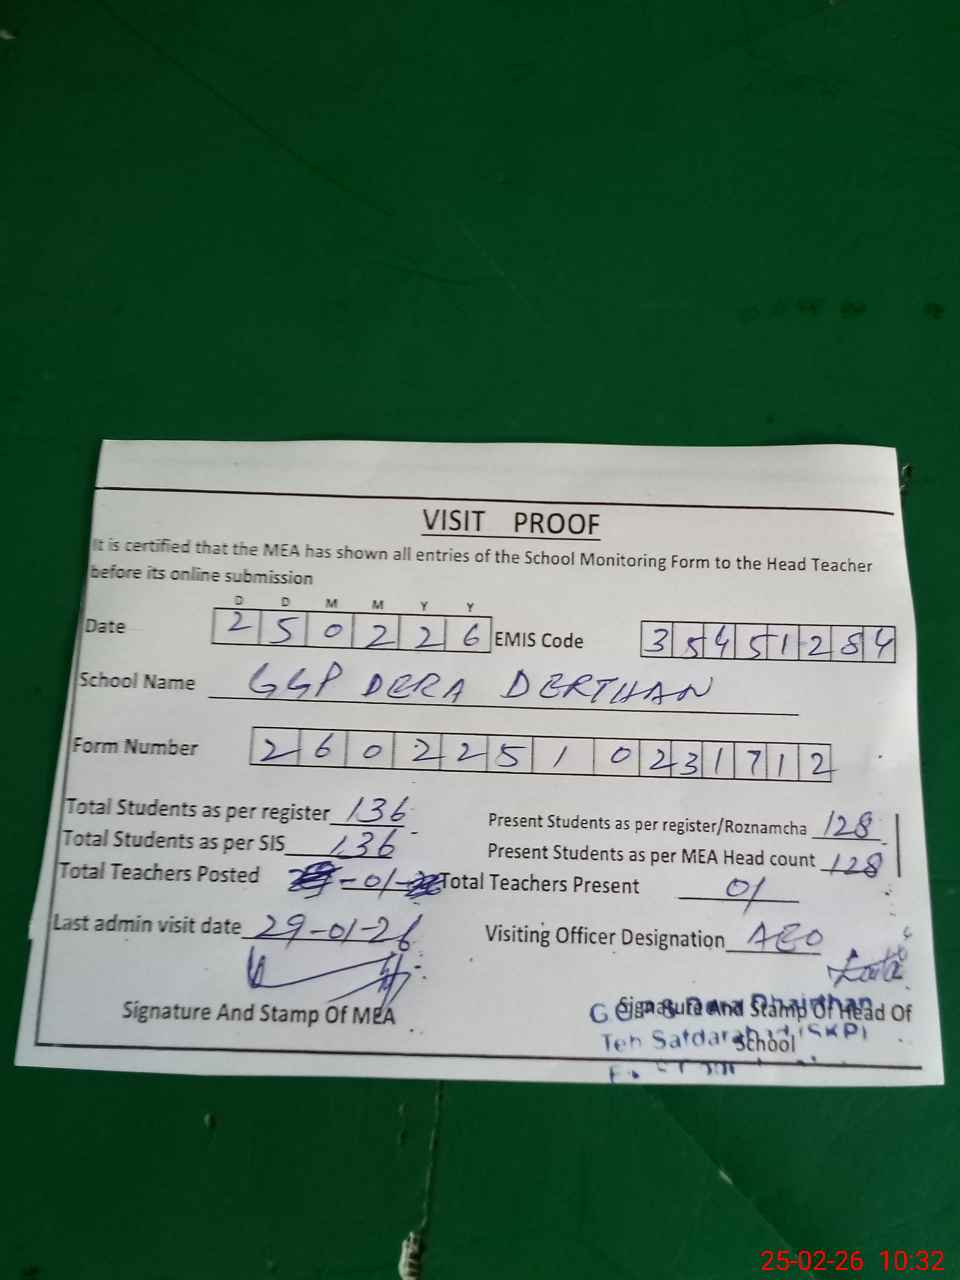 VISIT PROOF
It is certified that the MEA has shown all entries of the School Monitoring Form to the Head Teacher
before its online submission
D D M M Y Y
Date 2 5 0 2 2 6 EMIS Code 3 5 4 5 1 2 8 4
School Name GGP DERA DERTHAN
Form Number 2 6 0 2 2 5 1 0 2 3 1 7 1 2
Total Students as per register 136 Present Students as per register/Roznamcha 128
Total Students as per SIS 136 Present Students as per MEA Head count 128
Total Teachers Posted -01- Total Teachers Present 01
Last admin visit date 29-01-26 Visiting Officer Designation AEO
Signature And Stamp Of MEA Signature And Stamp Of Head Of
School
Teh Safdarabad (SKP)
25-02-26 10:32